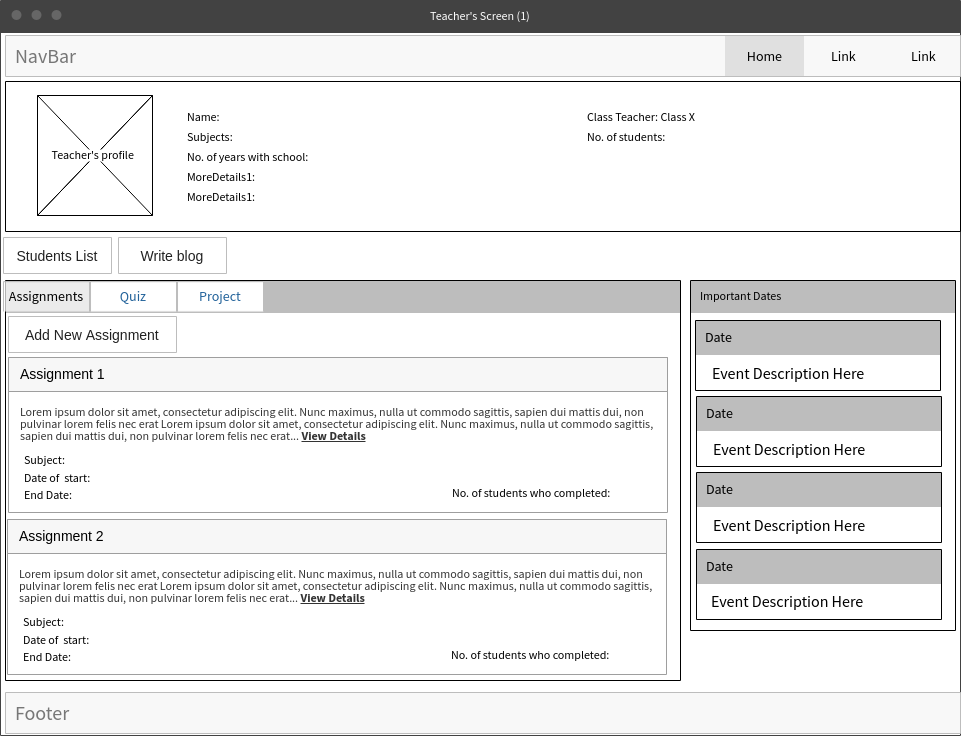 Teacher's Screen (1)
NavBar
Home Link Link
Teacher's profile
Name:
Subjects:
No. of years with school:
MoreDetails1:
MoreDetails1:
Class Teacher: Class X
No. of students:
Students List Write blog
Assignments Quiz Project
Add New Assignment
Assignment 1
Lorem ipsum dolor sit amet, consectetur adipiscing elit. Nunc maximus, nulla ut commodo sagittis, sapien dui mattis dui, non
pulvinar lorem felis nec erat Lorem ipsum dolor sit amet, consectetur adipiscing elit. Nunc maximus, nulla ut commodo sagittis,
sapien dui mattis dui, non pulvinar lorem felis nec erat... View Details
Subject:
Date of start:
End Date:
No. of students who completed:
Assignment 2
Lorem ipsum dolor sit amet, consectetur adipiscing elit. Nunc maximus, nulla ut commodo sagittis, sapien dui mattis dui, non
pulvinar lorem felis nec erat Lorem ipsum dolor sit amet, consectetur adipiscing elit. Nunc maximus, nulla ut commodo sagittis,
sapien dui mattis dui, non pulvinar lorem felis nec erat... View Details
Subject:
Date of start:
End Date:
No. of students who completed:
Important Dates
Date
Event Description Here
Date
Event Description Here
Date
Event Description Here
Date
Event Description Here
Footer